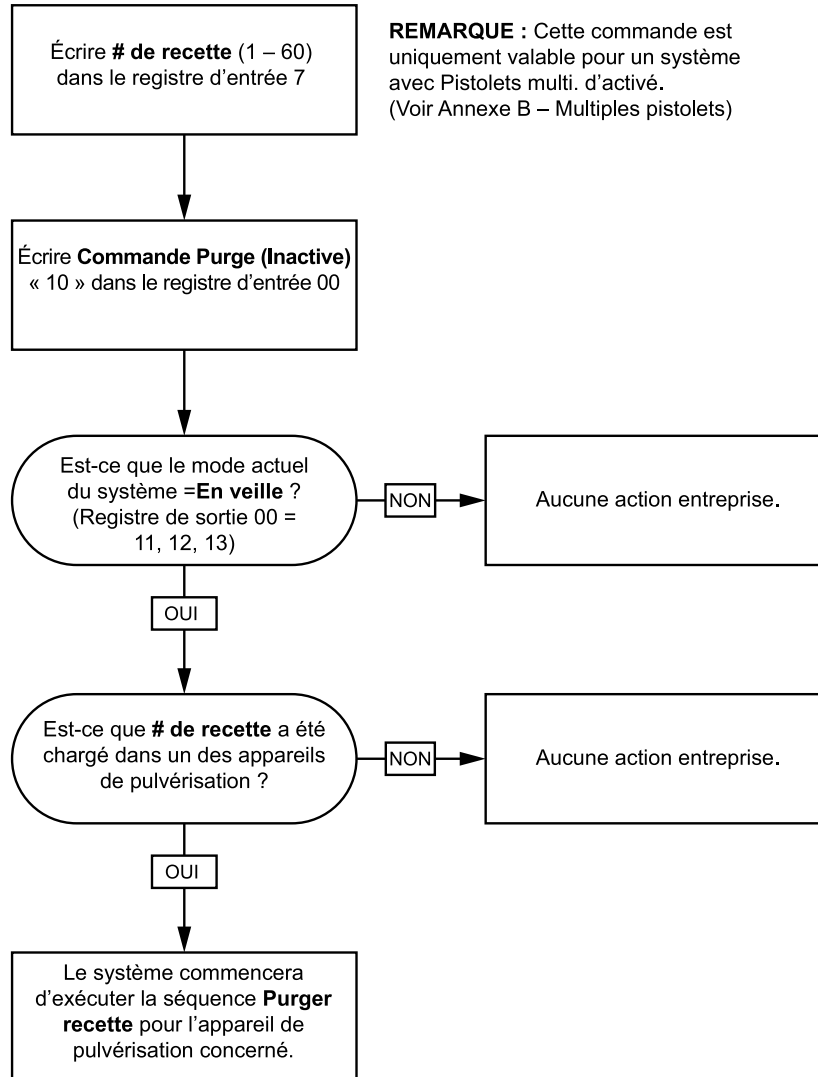 Écrire # de recette (1 – 60)
dans le registre d'entrée 7
REMARQUE : Cette commande est
uniquement valable pour un système
avec Pistolets multi. d'activé.
(Voir Annexe B – Multiples pistolets)
Écrire Commande Purge (Inactive)
« 10 » dans le registre d'entrée 00
Est-ce que le mode actuel
du système =En veille ?
(Registre de sortie 00 =
11, 12, 13)
NON
Aucune action entreprise.
OUI
Est-ce que # de recette a été
chargé dans un des appareils
de pulvérisation ?
NON
Aucune action entreprise.
OUI
Le système commencera
d'exécuter la séquence Purger
recette pour l'appareil de
pulvérisation concerné.